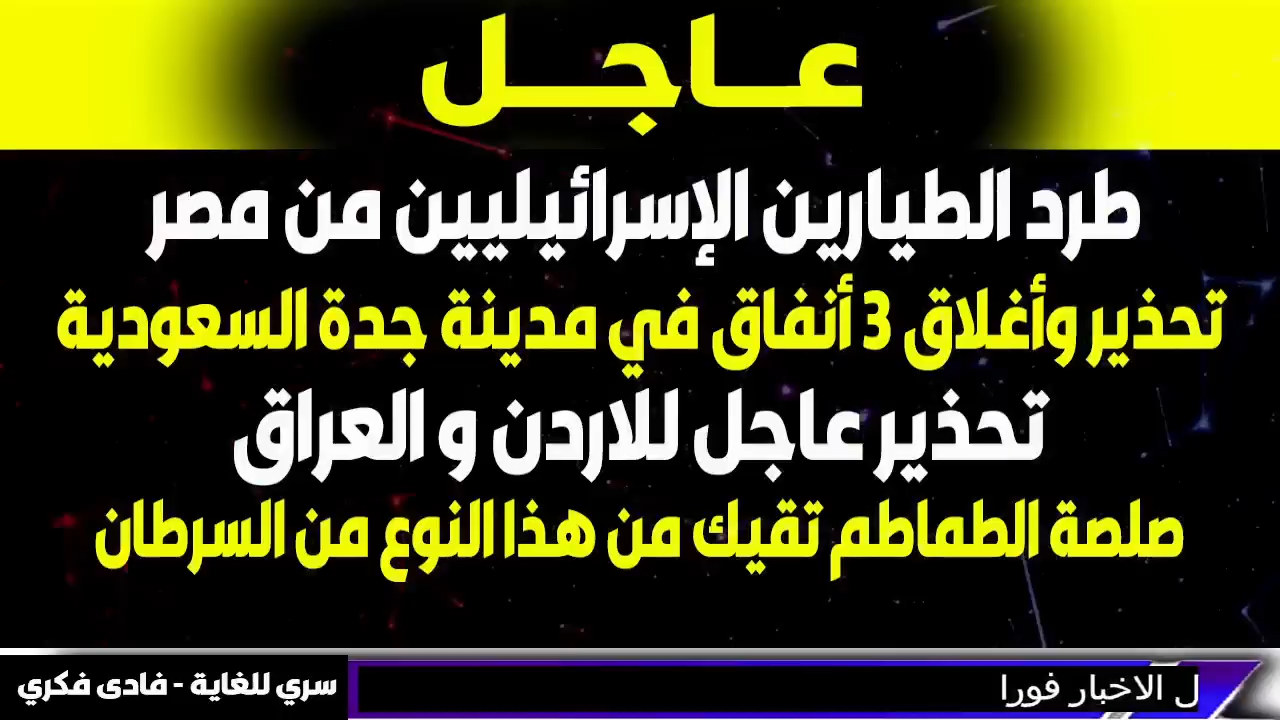 عـاجـل
طرد الطيارين الإسرائيليين من مصر
تحذير وأغلاق 3 أنفاق في مدينة جدة السعودية
تحذير عاجل للاردن و العراق
صلصة الطماطم تقيك من هذا النوع من السرطان
ل الاخبار فورا
سري للغاية - فادى فكري